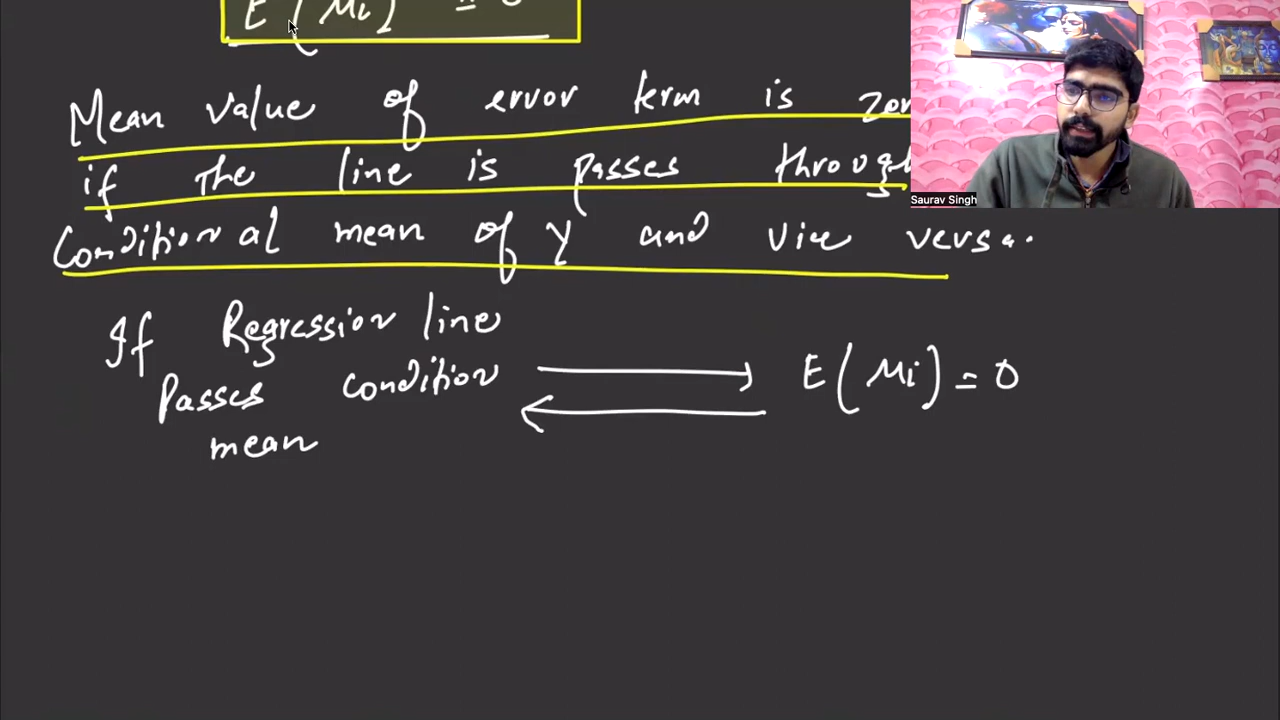 E(μi) = 0
Mean value of error term is
if the line is passes through
Conditional mean of Y and vice versa.
If Regression line
Passes condition
mean
E(μi) = 0
Saurav Singh